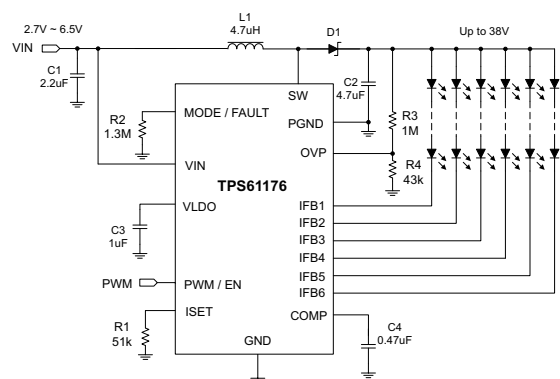 L1
4.7uH
D1
2.7V ~ 6.5V
VIN
Up to 38V
C1
2.2uF
C2
4.7uF
SW
R2
1.3M
MODE / FAULT
PGND
R3
1M
OVP
VIN
R4
43k
TPS61176
VLDO
C3
1uF
IFB1
IFB2
IFB3
IFB4
IFB5
IFB6
PWM
PWM / EN
ISET
COMP
R1
51k
GND
C4
0.47uF